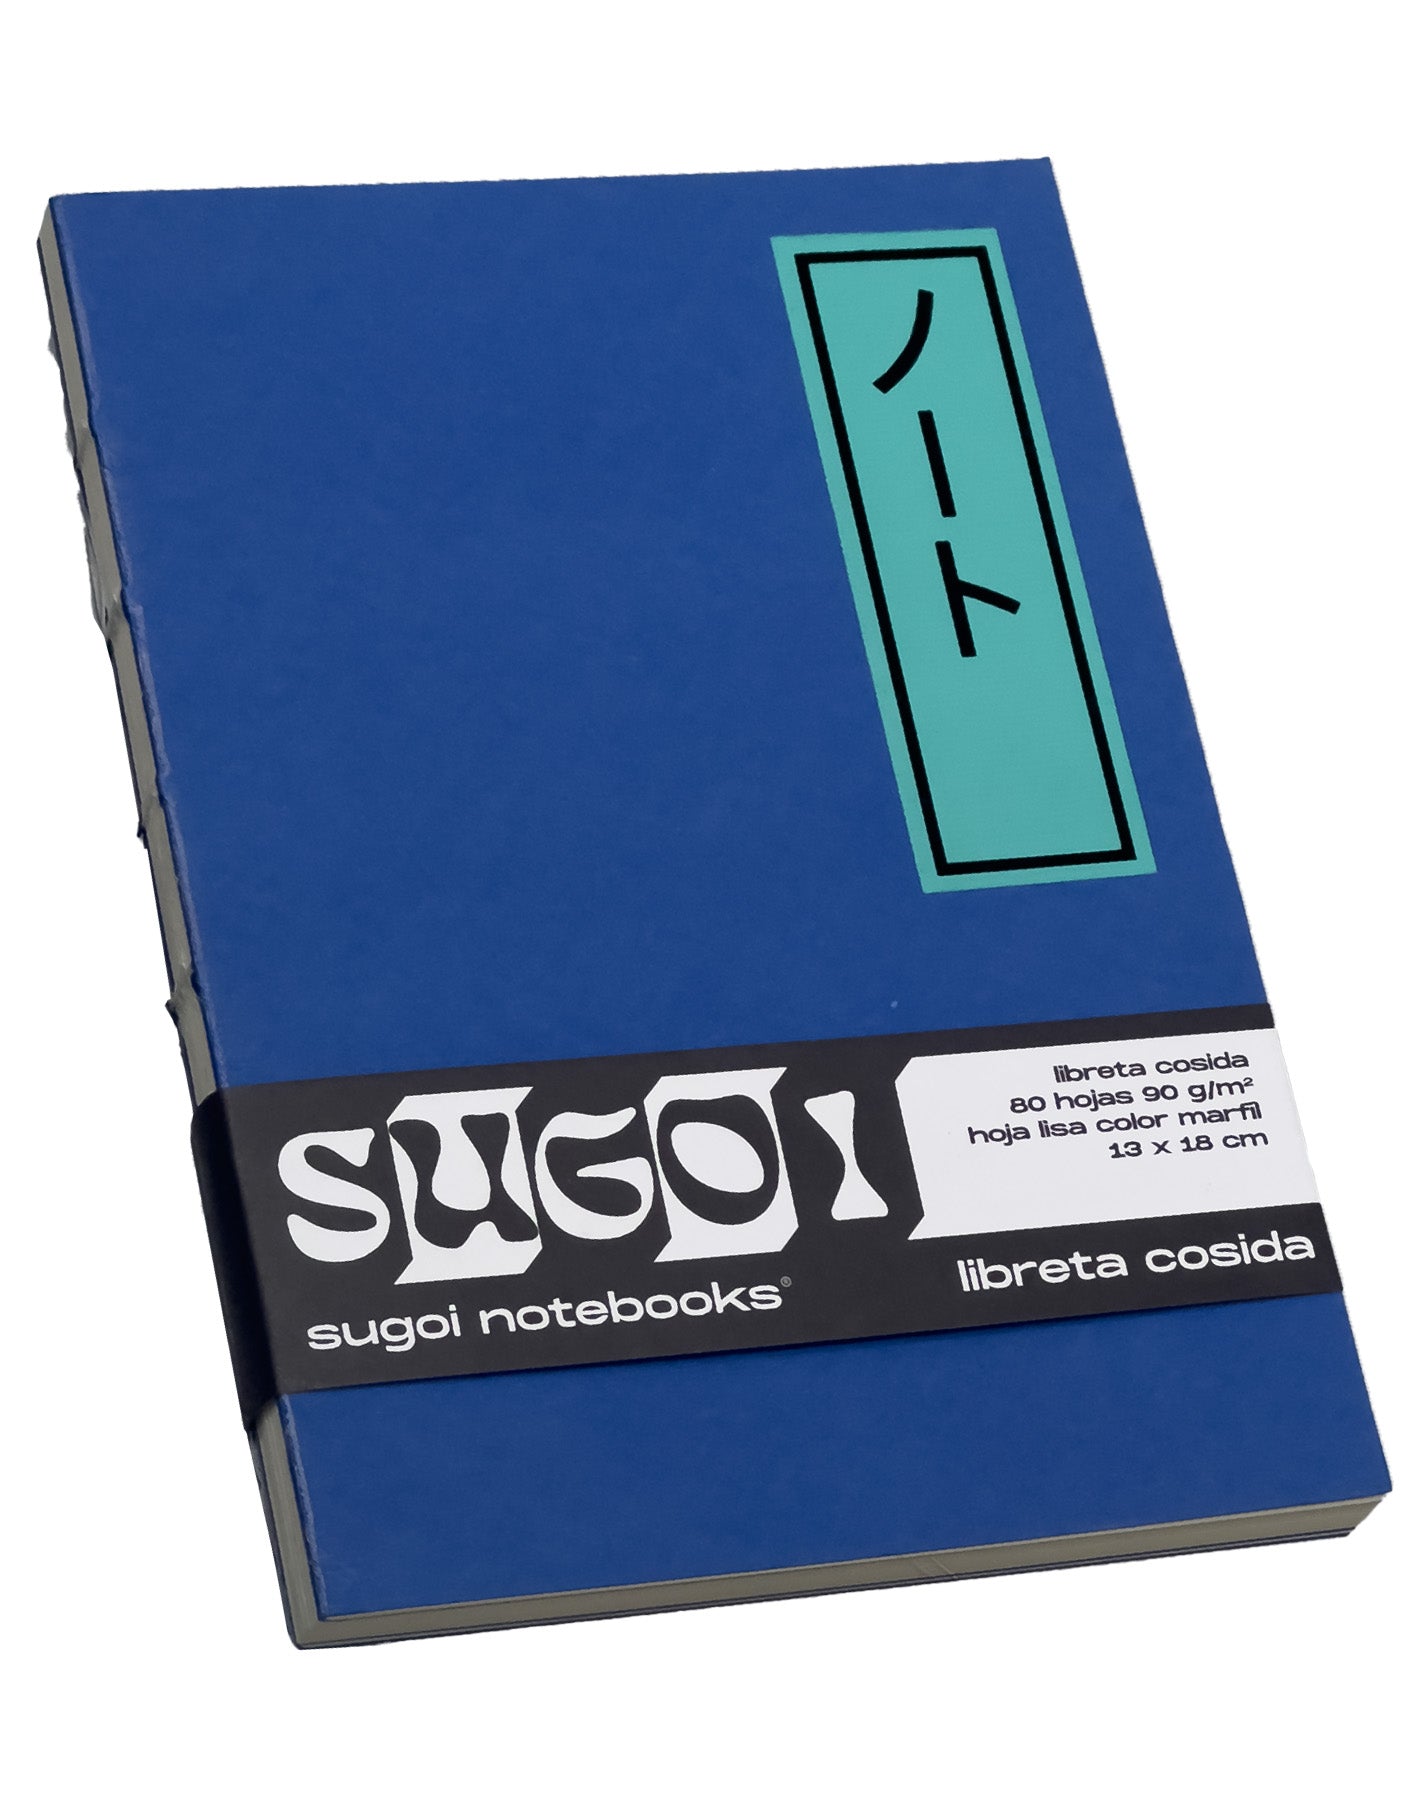 ノート
SUGOI
sugoi notebooks®
libreta cosida
80 hojas 90 g/m²
hoja lisa color marfil
13 x 18 cm
libreta cosida